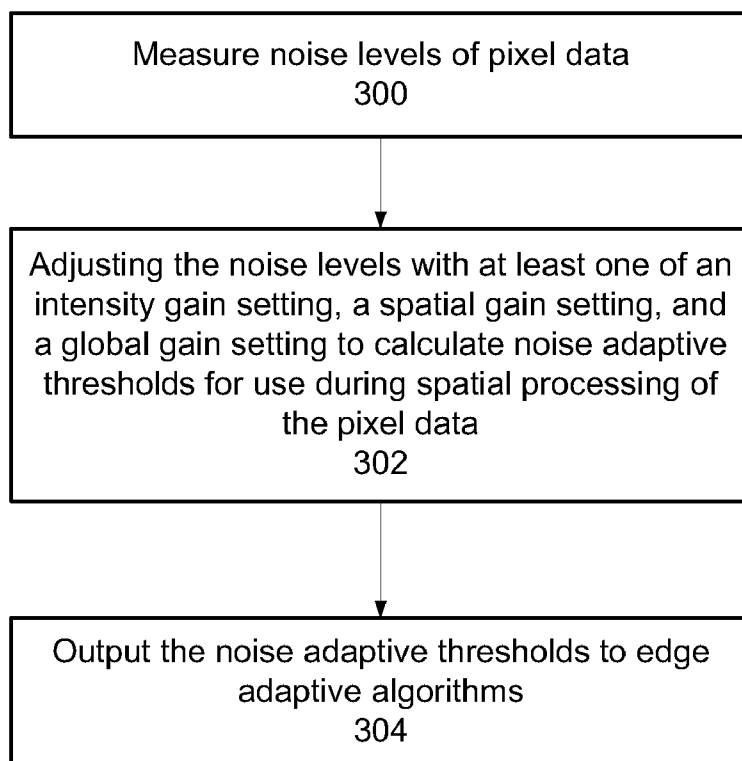 Measure noise levels of pixel data
300
Adjusting the noise levels with at least one of an
intensity gain setting, a spatial gain setting, and
a global gain setting to calculate noise adaptive
thresholds for use during spatial processing of
the pixel data
302
Output the noise adaptive thresholds to edge
adaptive algorithms
304